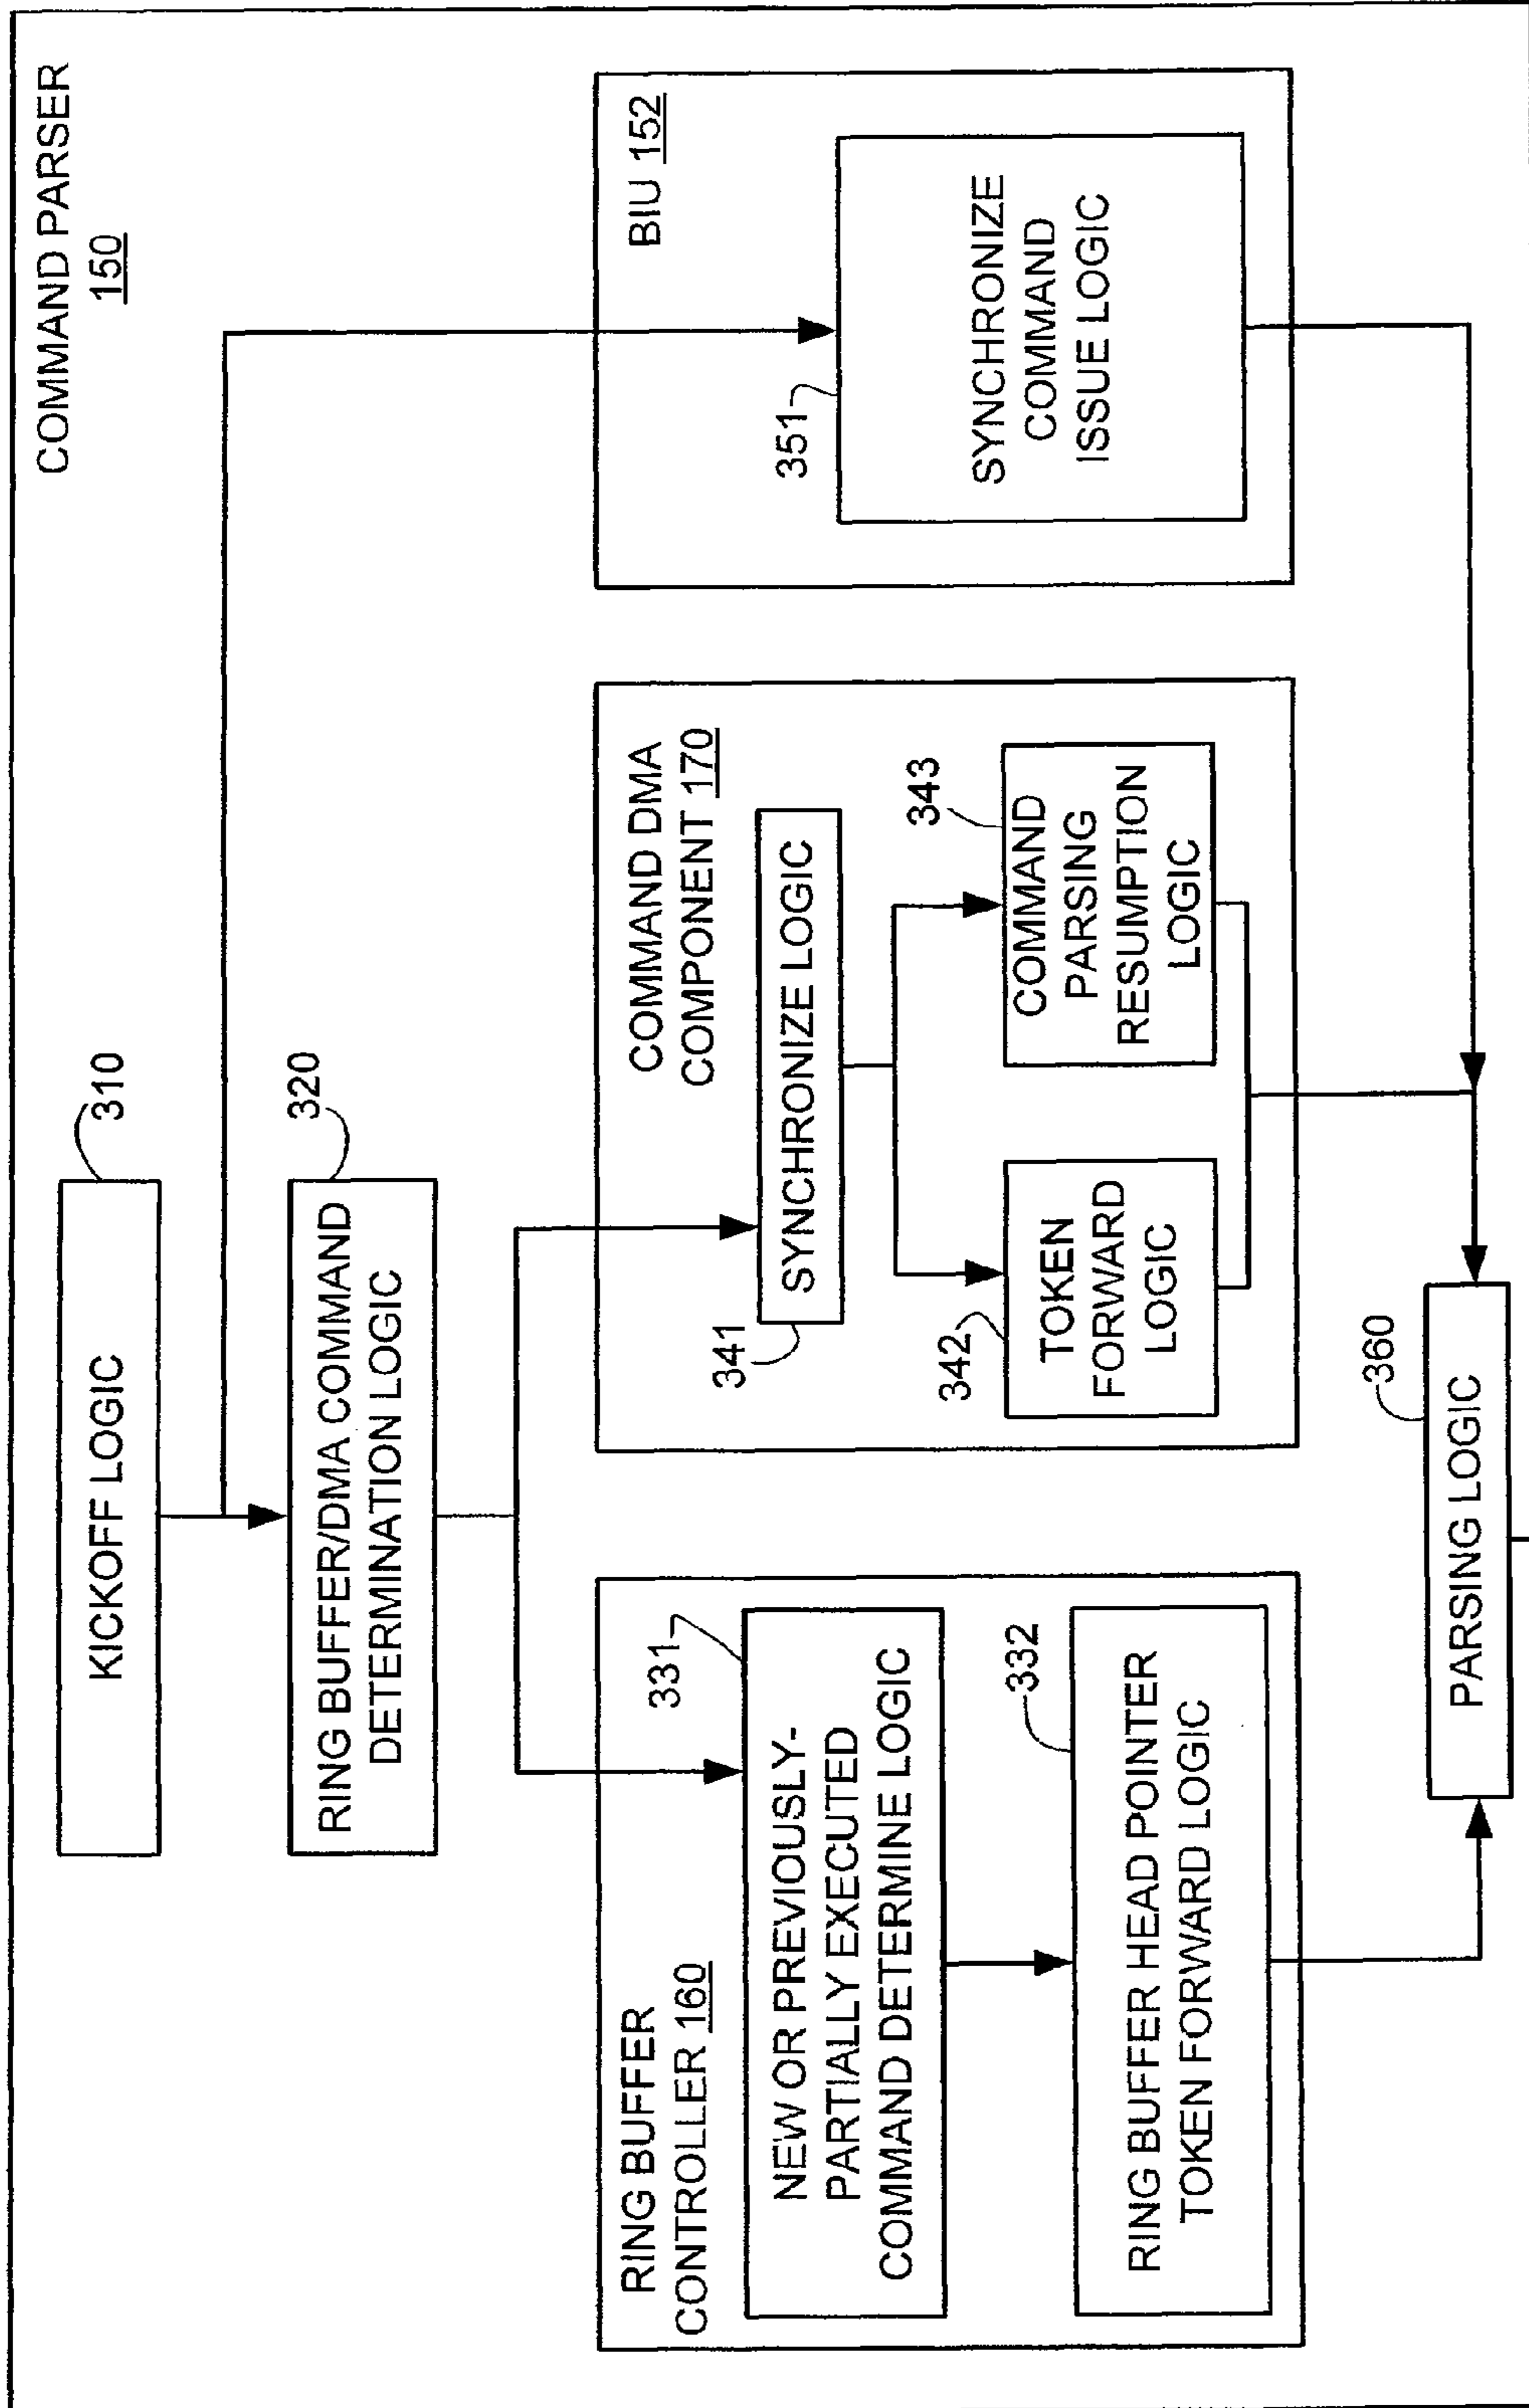 COMMAND PARSER
150
KICKOFF LOGIC
310
RING BUFFER/DMA COMMAND
DETERMINATION LOGIC
320
RING BUFFER
CONTROLLER 160
331
NEW OR PREVIOUSLY-
PARTIALLY EXECUTED
COMMAND DETERMINE LOGIC
332
RING BUFFER HEAD POINTER
TOKEN FORWARD LOGIC
COMMAND DMA
COMPONENT 170
341
SYNCHRONIZE LOGIC
342
TOKEN
FORWARD
LOGIC
343
COMMAND
PARSING
RESUMPTION
LOGIC
BIU 152
351
SYNCHRONIZE
COMMAND
ISSUE LOGIC
360
PARSING LOGIC